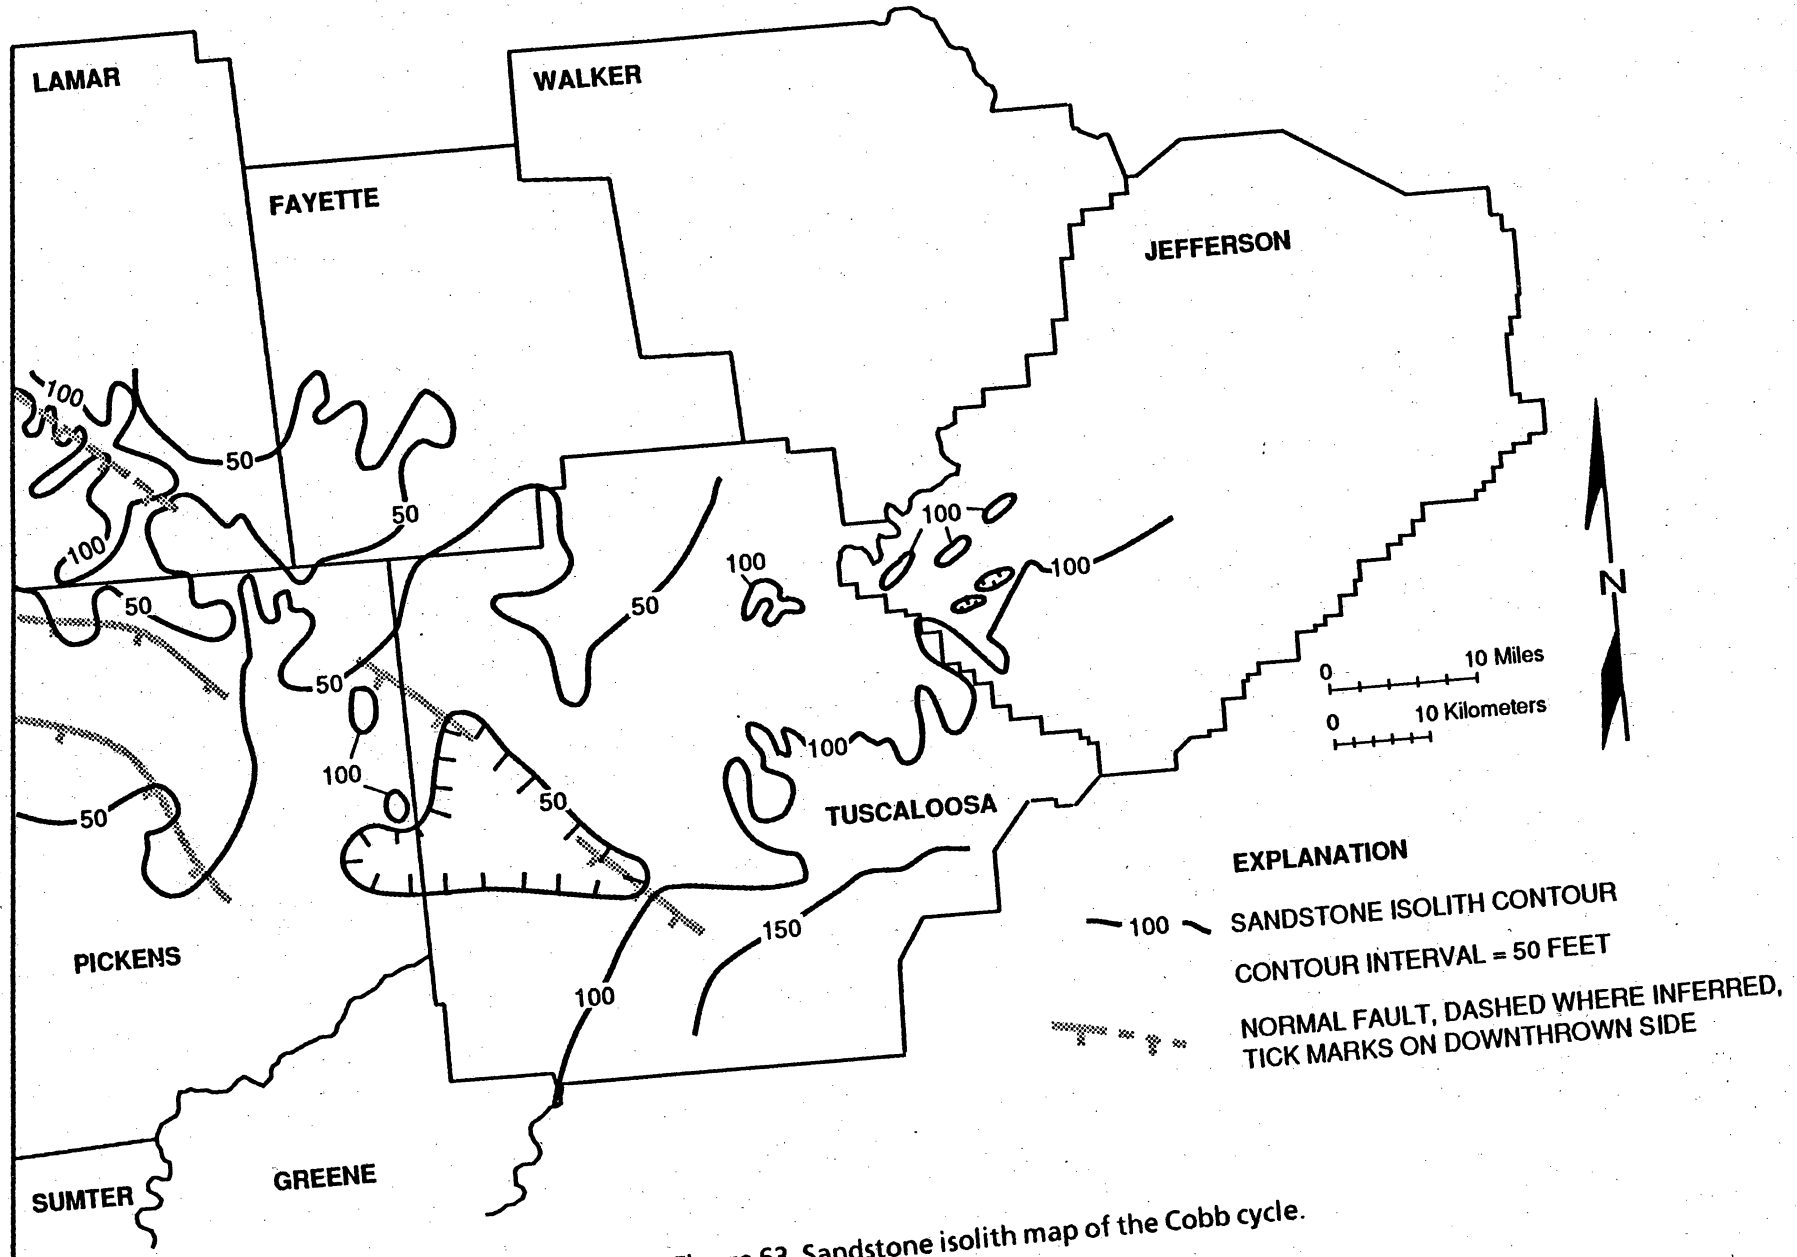 LAMAR
WALKER
FAYETTE
JEFFERSON
100
50
50
100
100
100
100
50
50
50
100
50
0 10 Miles
0 10 Kilometers
N
100
50
50
100
TUSCALOOSA
EXPLANATION
100 SANDSTONE ISOLITH CONTOUR
CONTOUR INTERVAL = 50 FEET
NORMAL FAULT, DASHED WHERE INFERRED,
TICK MARKS ON DOWNTHROWN SIDE
150
PICKENS
100
GREENE
SUMTER
63. Sandstone isolith map of the Cobb cycle.